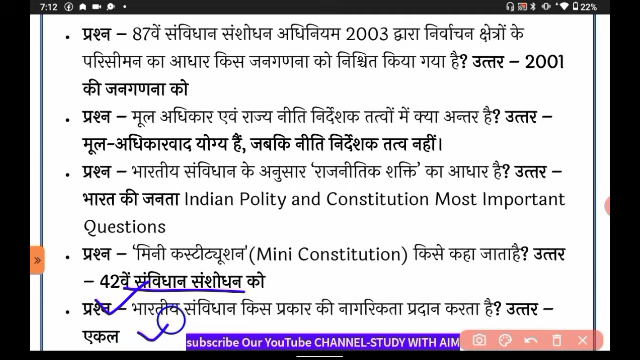 7:12
22%
प्रश्न – 87वें संविधान संशोधन अधिनियम 2003 द्वारा निर्वाचन क्षेत्रों के
परिसीमन का आधार किस जनगणना को निश्चित किया गया है? उत्तर – 2001
की जनगणना को
प्रश्न – मूल अधिकार एवं राज्य नीति निर्देशक तत्वों में क्या अन्तर है? उत्तर –
मूल-अधिकारवाद योग्य हैं, जबकि नीति निर्देशक तत्व नहीं।
प्रश्न – भारतीय संविधान के अनुसार ‘राजनीतिक शक्ति’ का आधार है? उत्तर –
भारत की जनता Indian Polity and Constitution Most Important
Questions
प्रश्न – ‘मिनी कस्टीट्यूशन'(Mini Constitution) किसे कहा जाताहै? उत्तर
– 42वें संविधान संशोधन को
प्रश्न – भारतीय संविधान किस प्रकार की नागरिकता प्रदान करता है? उत्तर –
एकल
subscribe Our YouTube CHANNEL-STUDY WITH AIM